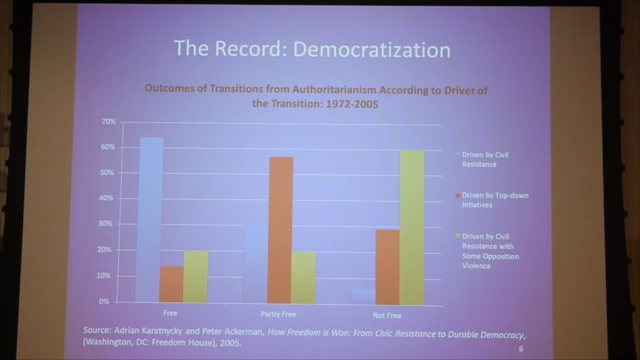 The Record: Democratization
Outcomes of Transitions from Authoritarianism According to Driver of
the Transition: 1972-2005
70%
60%
50%
40%
30%
20%
10%
0%
Free
Partly Free
Not Free
Driven by Civil
Resistance
Driven by Top-down
Intiatives
Driven by Civil
Resistance with
Some Opposition
Violence
Source: Adrian Karatnycky and Peter Ackerman, How Freedom is Won: From Civic Resistance to Durable Democracy,
(Washington, DC: Freedom House), 2005.
6